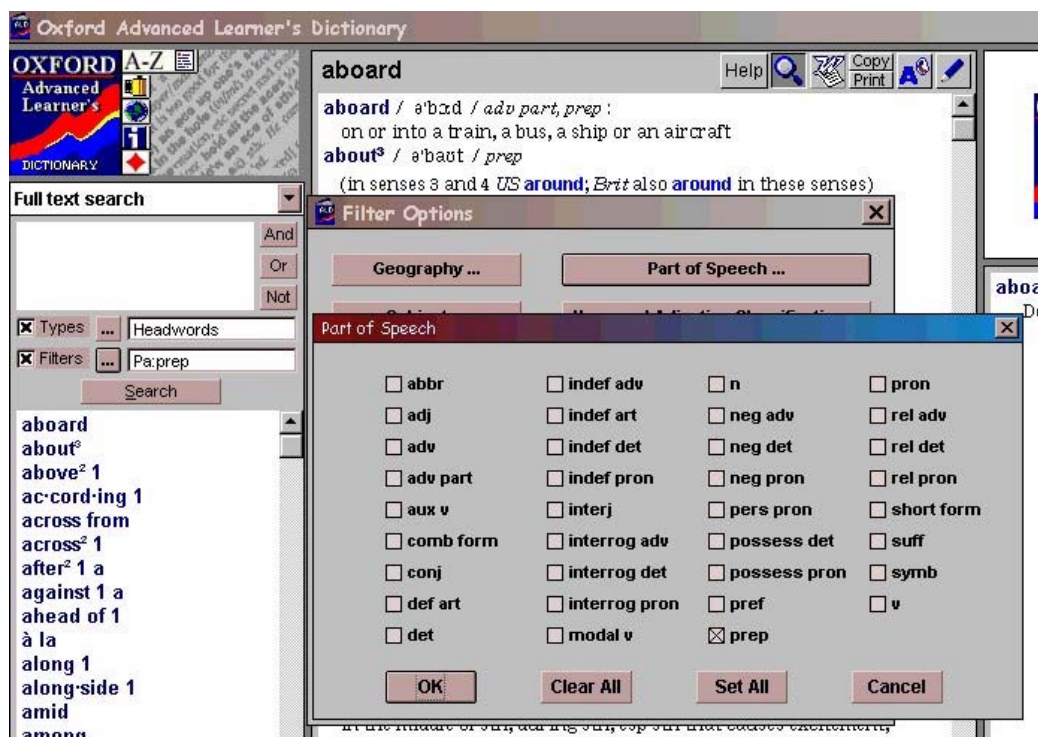 Oxford Advanced Learner's Dictionary
OXFORD
Advanced
Learner's
DICTIONARY
A-Z
aboard
Help
Copy
Print
aboard / əˈbɔːd / adv part, prep :
on or into a train, a bus, a ship or an aircraft
about³ / əˈbaʊt / prep
(in senses 3 and 4 US around; Brit also around in these senses)
Full text search
And
Or
Not
Types ... Headwords
Filters ... Pa:prep
Search
aboard
about³
above² 1
ac·cord·ing 1
across from
across² 1
after² 1 a
against 1 a
ahead of 1
à la
along 1
along·side 1
amid
among
Filter Options
Geography ...
Part of Speech ...
Part of Speech
abbr
adj
adv
adv part
aux v
comb form
conj
def art
det
indef adv
indef art
indef det
indef pron
interj
interrog adv
interrog det
interrog pron
modal v
n
neg adv
neg det
neg pron
pers pron
possess det
possess pron
pref
prep
pron
rel adv
rel det
rel pron
short form
suff
symb
v
OK
Clear All
Set All
Cancel
aboa